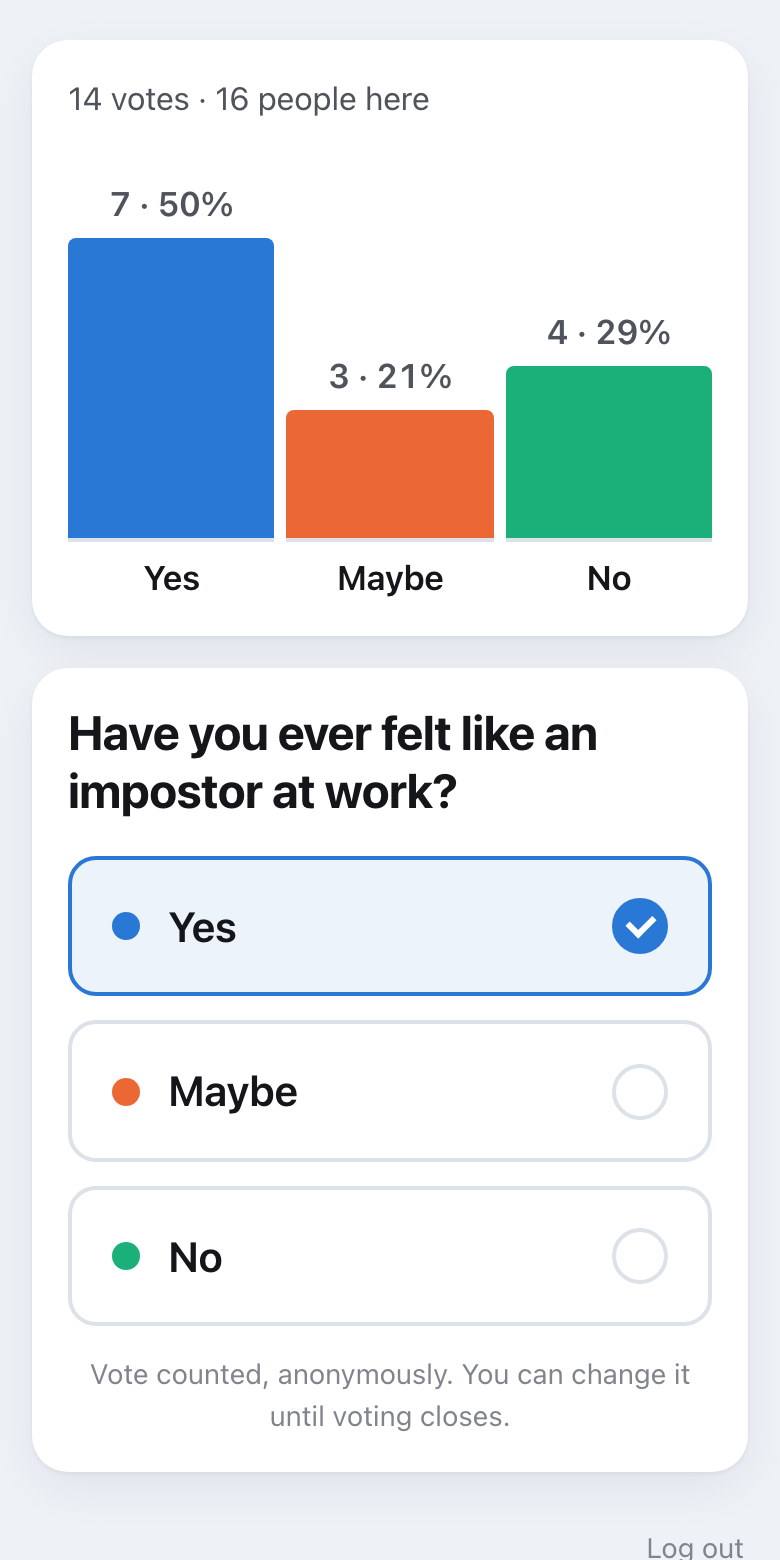 14 votes · 16 people here
7 · 50%
3 · 21%
4 · 29%
Yes
Maybe
No
Have you ever felt like an
impostor at work?
Yes
Maybe
No
Vote counted, anonymously. You can change it
until voting closes.
Log out